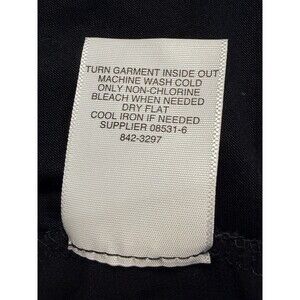 TURN GARMENT INSIDE OUT
MACHINE WASH COLD
ONLY NON-CHLORINE
BLEACH WHEN NEEDED
DRY FLAT
COOL IRON IF NEEDED
SUPPLIER 08531-6
842-3297